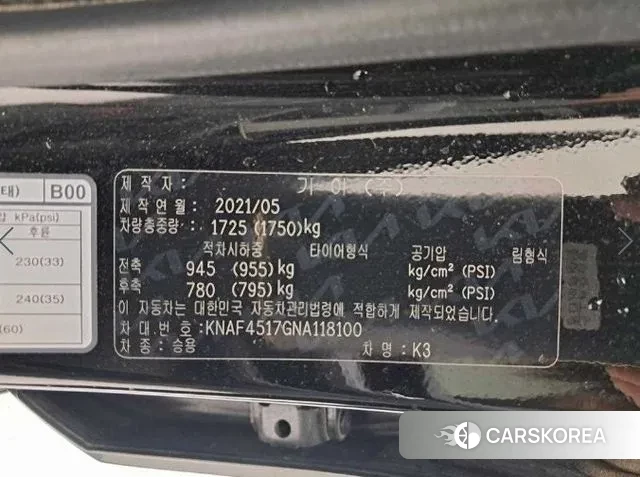 태) B00
압 kPa(psi)
후륜
230(33)
240(35)
(60)
제 작 자 : 기 아 (주)
제 작 연 월 : 2021/05
차량총중량 : 1725 (1750)kg
적차시하중 타이어형식 공기압 림형식
전축 945 (955)kg kg/cm² (PSI)
후축 780 (795)kg kg/cm² (PSI)
이 자동차는 대한민국 자동차관리법령에 적합하게 제작되었습니다.
차 대 번 호 :KNAF4517GNA118100
차 종 : 승용 차 명 : K3
CARSKOREA